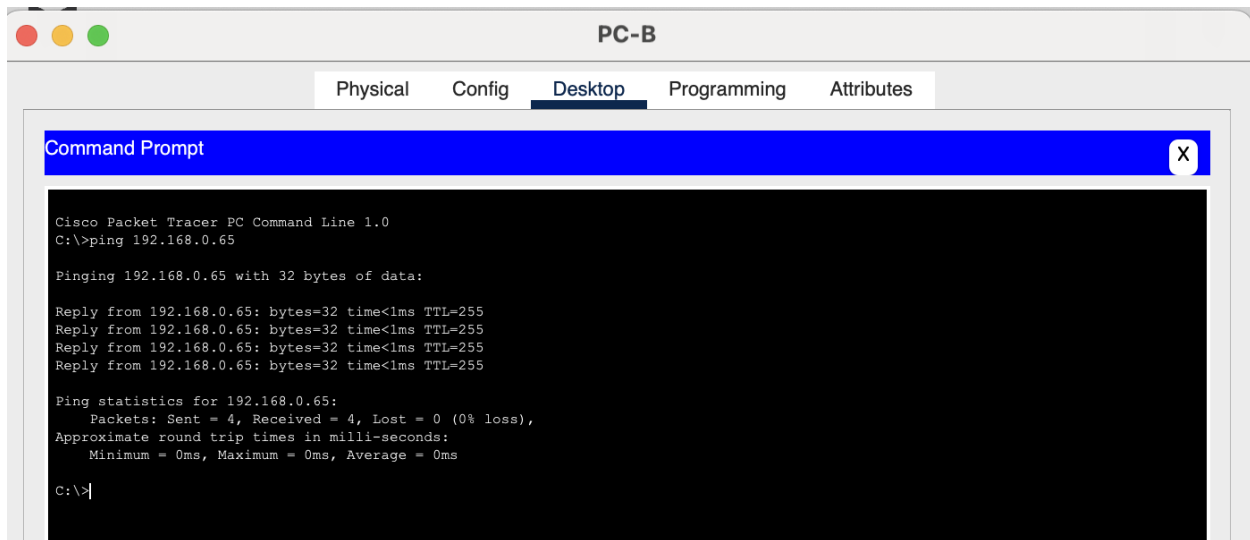 PC-B
Physical Config Desktop Programming Attributes
Command Prompt
X
Cisco Packet Tracer PC Command Line 1.0
C:\>ping 192.168.0.65
Pinging 192.168.0.65 with 32 bytes of data:
Reply from 192.168.0.65: bytes=32 time<1ms TTL=255
Reply from 192.168.0.65: bytes=32 time<1ms TTL=255
Reply from 192.168.0.65: bytes=32 time<1ms TTL=255
Reply from 192.168.0.65: bytes=32 time<1ms TTL=255
Ping statistics for 192.168.0.65:
Packets: Sent = 4, Received = 4, Lost = 0 (0% loss),
Approximate round trip times in milli-seconds:
Minimum = 0ms, Maximum = 0ms, Average = 0ms
C:\>